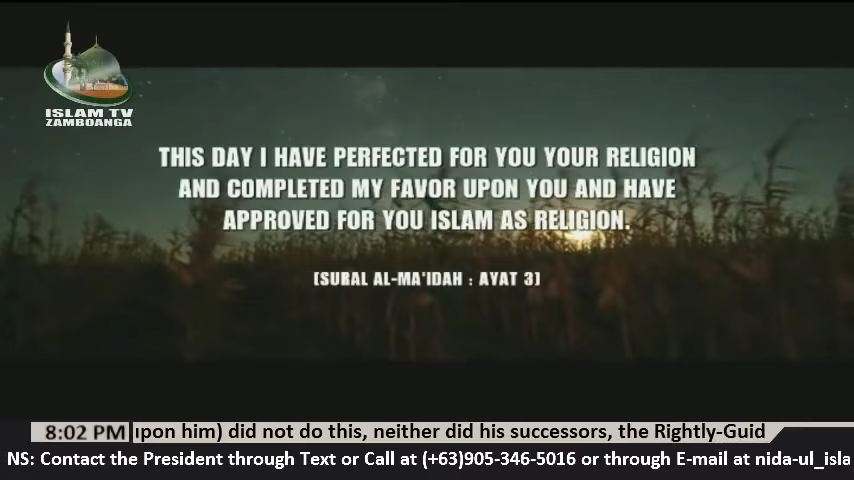 ISLAM TV
ZAMBOANGA
THIS DAY I HAVE PERFECTED FOR YOU YOUR RELIGION
AND COMPLETED MY FAVOR UPON YOU AND HAVE
APPROVED FOR YOU ISLAM AS RELIGION.
(SURAL AL-MA'IDAH : AYAT 3)
8:02 PM upon him) did not do this, neither did his successors, the Rightly-Guid
NS: Contact the President through Text or Call at (+63)905-346-5016 or through E-mail at nida-ul_isla